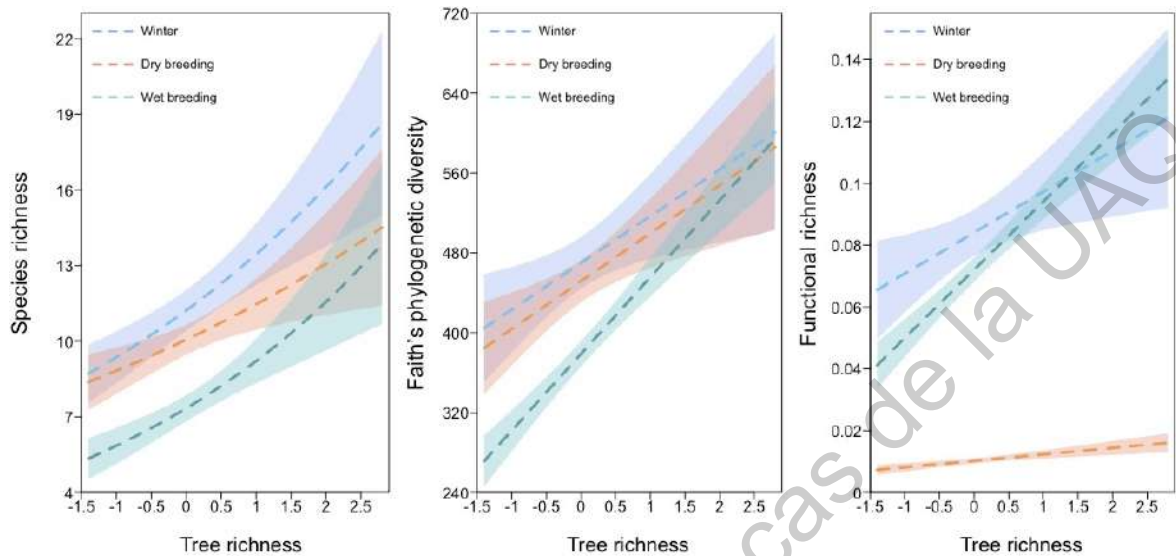 Species richness
22
19
16
13
10
7
4
Winter
Dry breeding
Wet breeding
-1.5 -1 -0.5 0 0.5 1 1.5 2 2.5
Tree richness
Faith's phylogenetic diversity
720
640
560
480
400
320
240
Winter
Dry breeding
Wet breeding
-1.5 -1 -0.5 0 0.5 1 1.5 2 2.5
Tree richness
Functional richness
0.14
0.12
0.1
0.08
0.06
0.04
0.02
0
Winter
Dry breeding
Wet breeding
-1.5 -1 -0.5 0 0.5 1 1.5 2 2.5
Tree richness
cas de la UAG